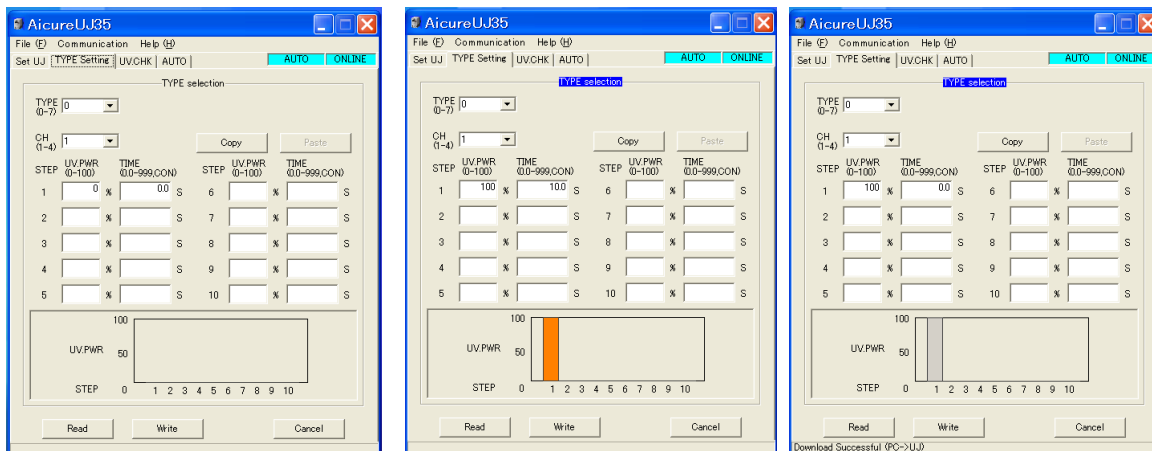 AicureUJ35
File (F) Communication Help (H)
Set UJ TYPE Setting UV.CHK AUTO AUTO ONLINE
TYPE selection
TYPE (0-7) 0
CH (1-4) 1 Copy Paste
STEP UV.PWR (0-100) TIME (0.0-999,CON) STEP UV.PWR (0-100) TIME (0.0-999,CON)
1 0 % 0.0 S 6 % S
2 % S 7 % S
3 % S 8 % S
4 % S 9 % S
5 % S 10 % S
100
UV.PWR 50
STEP 0 1 2 3 4 5 6 7 8 9 10
Read Write Cancel
AicureUJ35
File (F) Communication Help (H)
Set UJ TYPE Setting UV.CHK AUTO AUTO ONLINE
TYPE selection
TYPE (0-7) 0
CH (1-4) 1 Copy Paste
STEP UV.PWR (0-100) TIME (0.0-999,CON) STEP UV.PWR (0-100) TIME (0.0-999,CON)
1 100 % 10.0 S 6 % S
2 % S 7 % S
3 % S 8 % S
4 % S 9 % S
5 % S 10 % S
100
UV.PWR 50
STEP 0 1 2 3 4 5 6 7 8 9 10
Read Write Cancel
AicureUJ35
File (F) Communication Help (H)
Set UJ TYPE Setting UV.CHK AUTO AUTO ONLINE
TYPE selection
TYPE (0-7) 0
CH (1-4) 1 Copy Paste
STEP UV.PWR (0-100) TIME (0.0-999,CON) STEP UV.PWR (0-100) TIME (0.0-999,CON)
1 100 % 0.0 S 6 % S
2 % S 7 % S
3 % S 8 % S
4 % S 9 % S
5 % S 10 % S
100
UV.PWR 50
STEP 0 1 2 3 4 5 6 7 8 9 10
Read Write Cancel
Download Successful (PC->UJ)